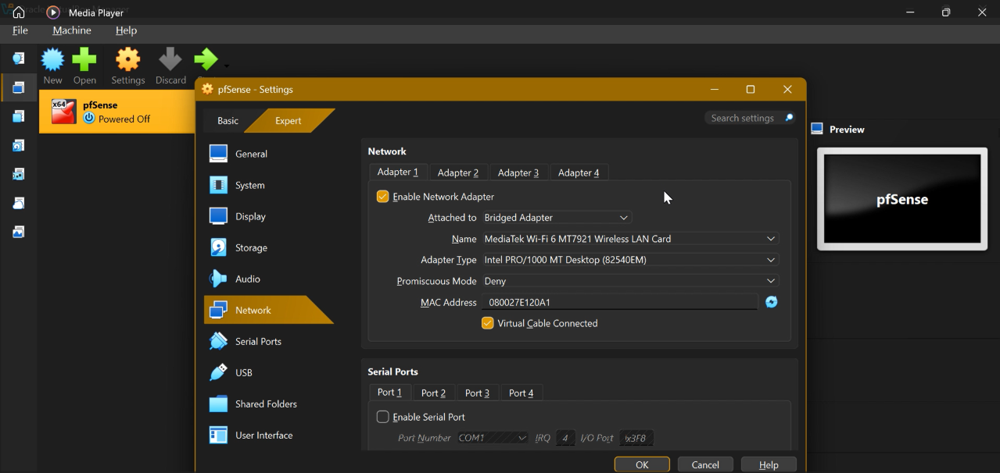 Media Player
File Machine Help
New Open Settings Discard
x64 pfSense
Powered Off
pfSense - Settings
Basic Expert
Search settings
General
System
Display
Storage
Audio
Network
Serial Ports
USB
Shared Folders
User Interface
Network
Adapter 1 Adapter 2 Adapter 3 Adapter 4
Enable Network Adapter
Attached to Bridged Adapter
Name MediaTek Wi-Fi 6 MT7921 Wireless LAN Card
Adapter Type Intel PRO/1000 MT Desktop (82540EM)
Promiscuous Mode Deny
MAC Address 080027E120A1
Virtual Cable Connected
Serial Ports
Port 1 Port 2 Port 3 Port 4
Enable Serial Port
Port Number COM1 IRQ 4 I/O Port 0x3F8
OK Cancel Help
Preview
pfSense